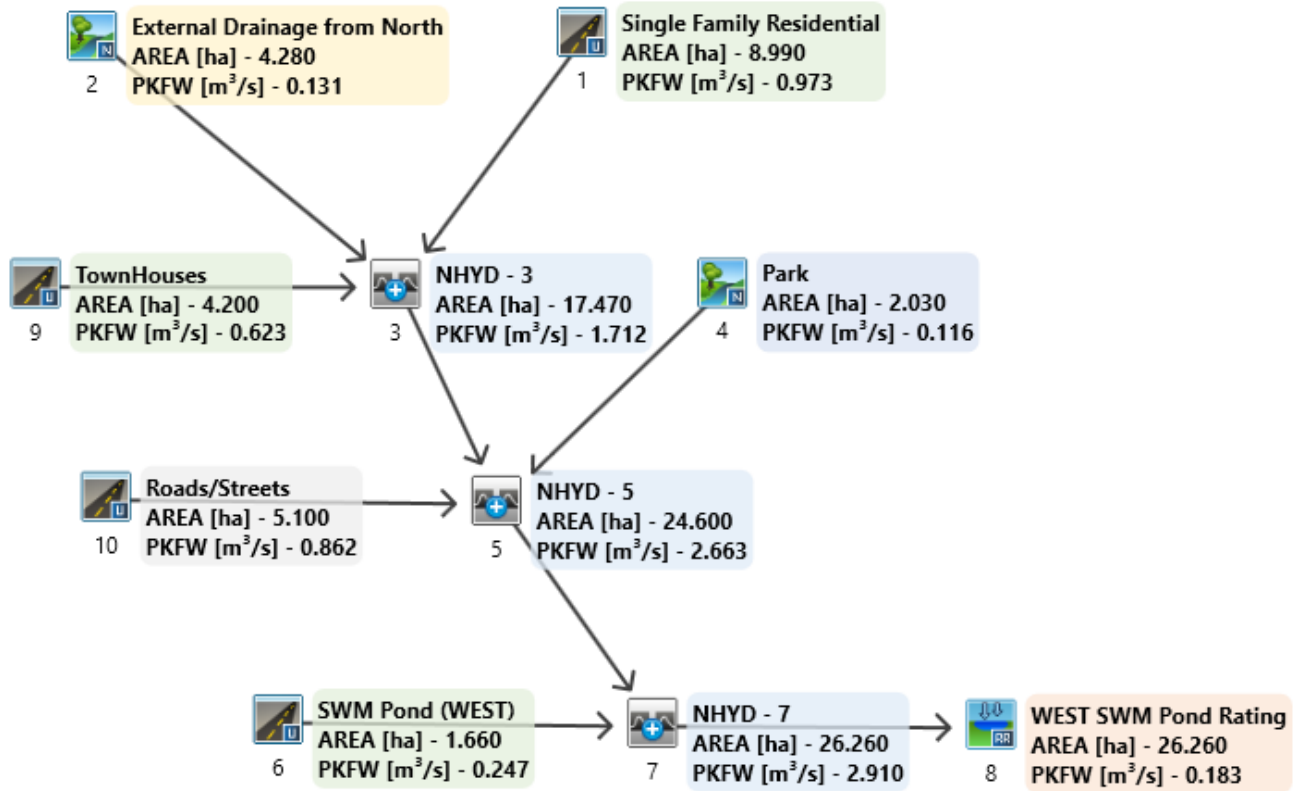 External Drainage from North
AREA [ha] - 4.280
PKFW [m³/s] - 0.131
N
2
Single Family Residential
AREA [ha] - 8.990
PKFW [m³/s] - 0.973
U
1
TownHouses
AREA [ha] - 4.200
PKFW [m³/s] - 0.623
U
9
NHYD - 3
AREA [ha] - 17.470
PKFW [m³/s] - 1.712
3
Park
AREA [ha] - 2.030
PKFW [m³/s] - 0.116
N
4
Roads/Streets
AREA [ha] - 5.100
PKFW [m³/s] - 0.862
U
10
NHYD - 5
AREA [ha] - 24.600
PKFW [m³/s] - 2.663
5
SWM Pond (WEST)
AREA [ha] - 1.660
PKFW [m³/s] - 0.247
U
6
NHYD - 7
AREA [ha] - 26.260
PKFW [m³/s] - 2.910
7
WEST SWM Pond Rating
AREA [ha] - 26.260
PKFW [m³/s] - 0.183
RR
8